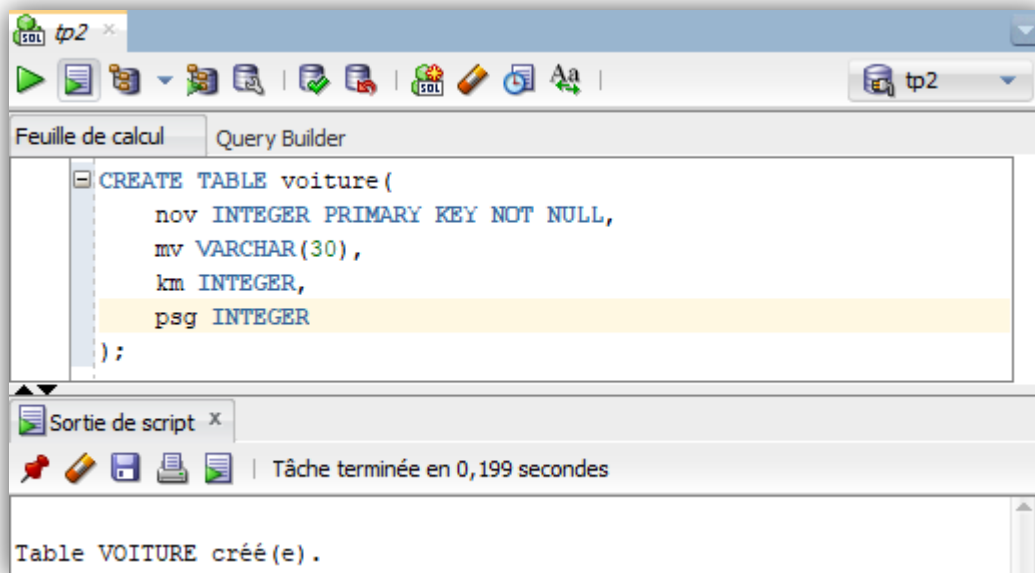 tp2
tp2
Feuille de calcul Query Builder
CREATE TABLE voiture(
nov INTEGER PRIMARY KEY NOT NULL,
mv VARCHAR(30),
km INTEGER,
psg INTEGER
);
Sortie de script x
Tâche terminée en 0,199 secondes
Table VOITURE créé(e).